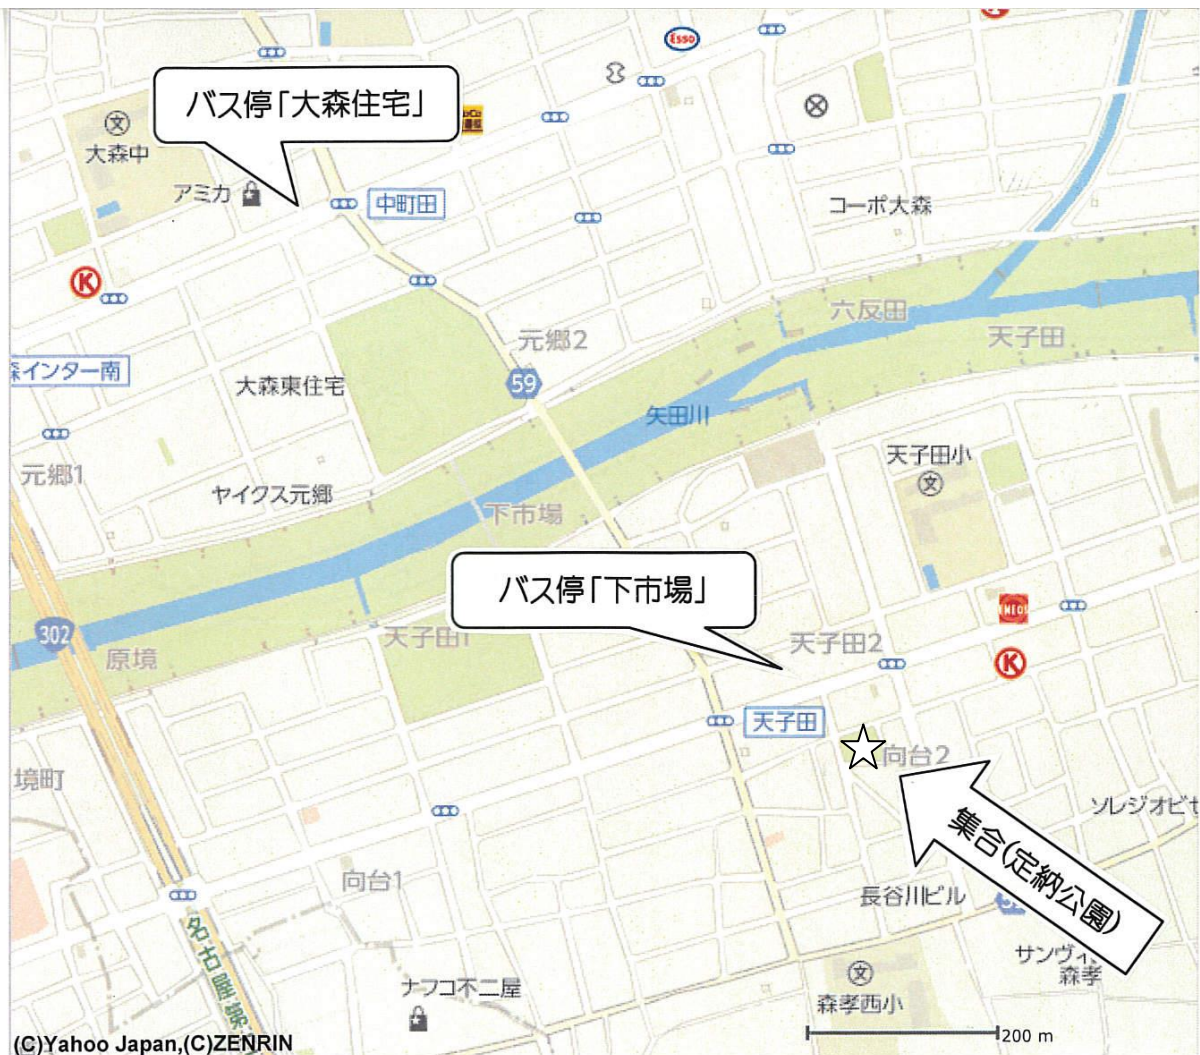 Esso
バス停「大森住宅」
大森中
アミカ
中町田
コーポ大森
K
六反田
天子田
元郷2
森インター南
大森東住宅
59
矢田川
元郷1
ヤイクス元郷
天子田小
下市場
バス停「下市場」
ENEOS
302
原境
天子田1
天子田2
K
天子田
向台2
境町
ソレジオビセ
集合(定納公園)
向台1
長谷川ビル
名古屋第
サンヴィ
森孝
ナフコ不二屋
森孝西小
200 m
(C)Yahoo Japan,(C)ZENRIN